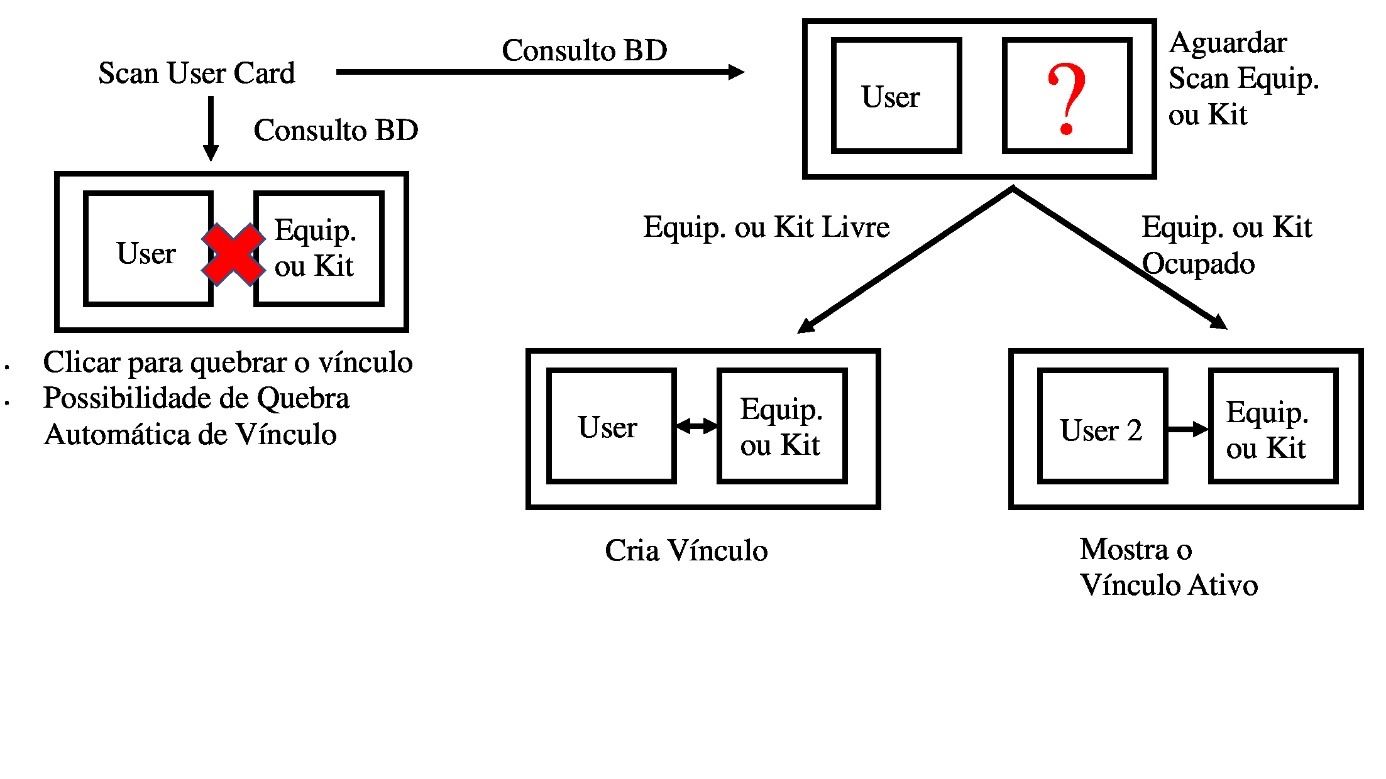 Scan User Card
Consulto BD
Consulto BD
User
Equip.
ou Kit
• Clicar para quebrar o vínculo
• Possibilidade de Quebra
Automática de Vínculo
User
?
Aguardar
Scan Equip.
ou Kit
Equip. ou Kit Livre
Equip. ou Kit
Ocupado
User
Equip.
ou Kit
Cria Vínculo
User 2
Equip.
ou Kit
Mostra o
Vínculo Ativo